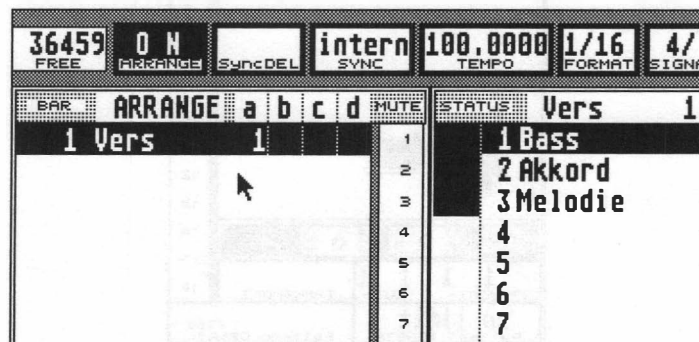 36459 O N intern 100.0000 1/16 4/
FREE ARRANGE SyncDEL SYNC TEMPO FORMAT SIGNA
BAR ARRANGE a b c d MUTE STATUS Vers 1
1 Vers 1 1 1 Bass
2 2 Akkord
3 3 Melodie
4 4
5 5
6 6
7 7